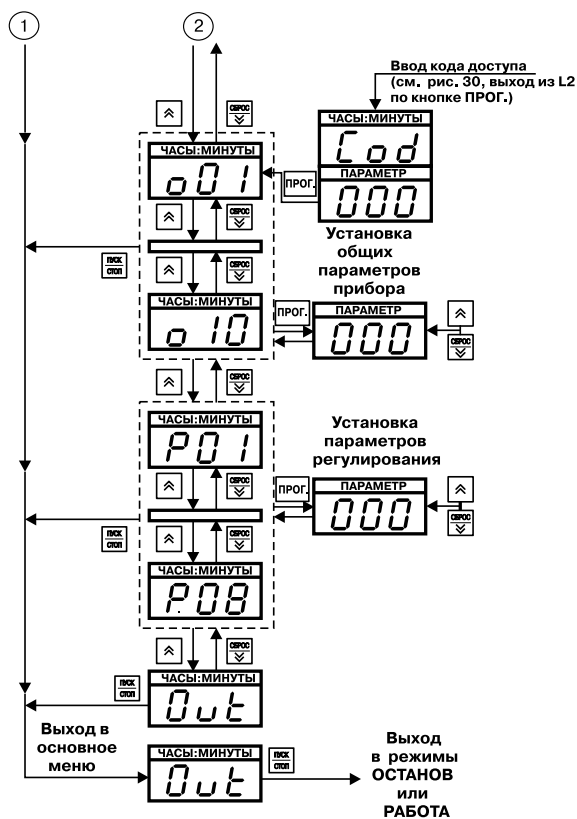 1
2
Ввод кода доступа
(см. рис. 30, выход из L2
по кнопке ПРОГ.)
СБРОС
ЧАСЫ:МИНУТЫ
Cod
ПАРАМЕТР
000
ЧАСЫ:МИНУТЫ
o01
ПРОГ.
СБРОС
Установка
общих
параметров
прибора
ПУСК
СТОП
СБРОС
ЧАСЫ:МИНУТЫ
o10
ПРОГ.
ПАРАМЕТР
000
СБРОС
СБРОС
ЧАСЫ:МИНУТЫ
P01
Установка
параметров
регулирования
СБРОС
ПРОГ.
ПАРАМЕТР
000
СБРОС
ПУСК
СТОП
СБРОС
ЧАСЫ:МИНУТЫ
P.08
СБРОС
ПУСК
СТОП
ЧАСЫ:МИНУТЫ
Out
Выход в
основное
меню
ЧАСЫ:МИНУТЫ
Out
ПУСК
СТОП
Выход
в режимы
ОСТАНОВ
или
РАБОТА